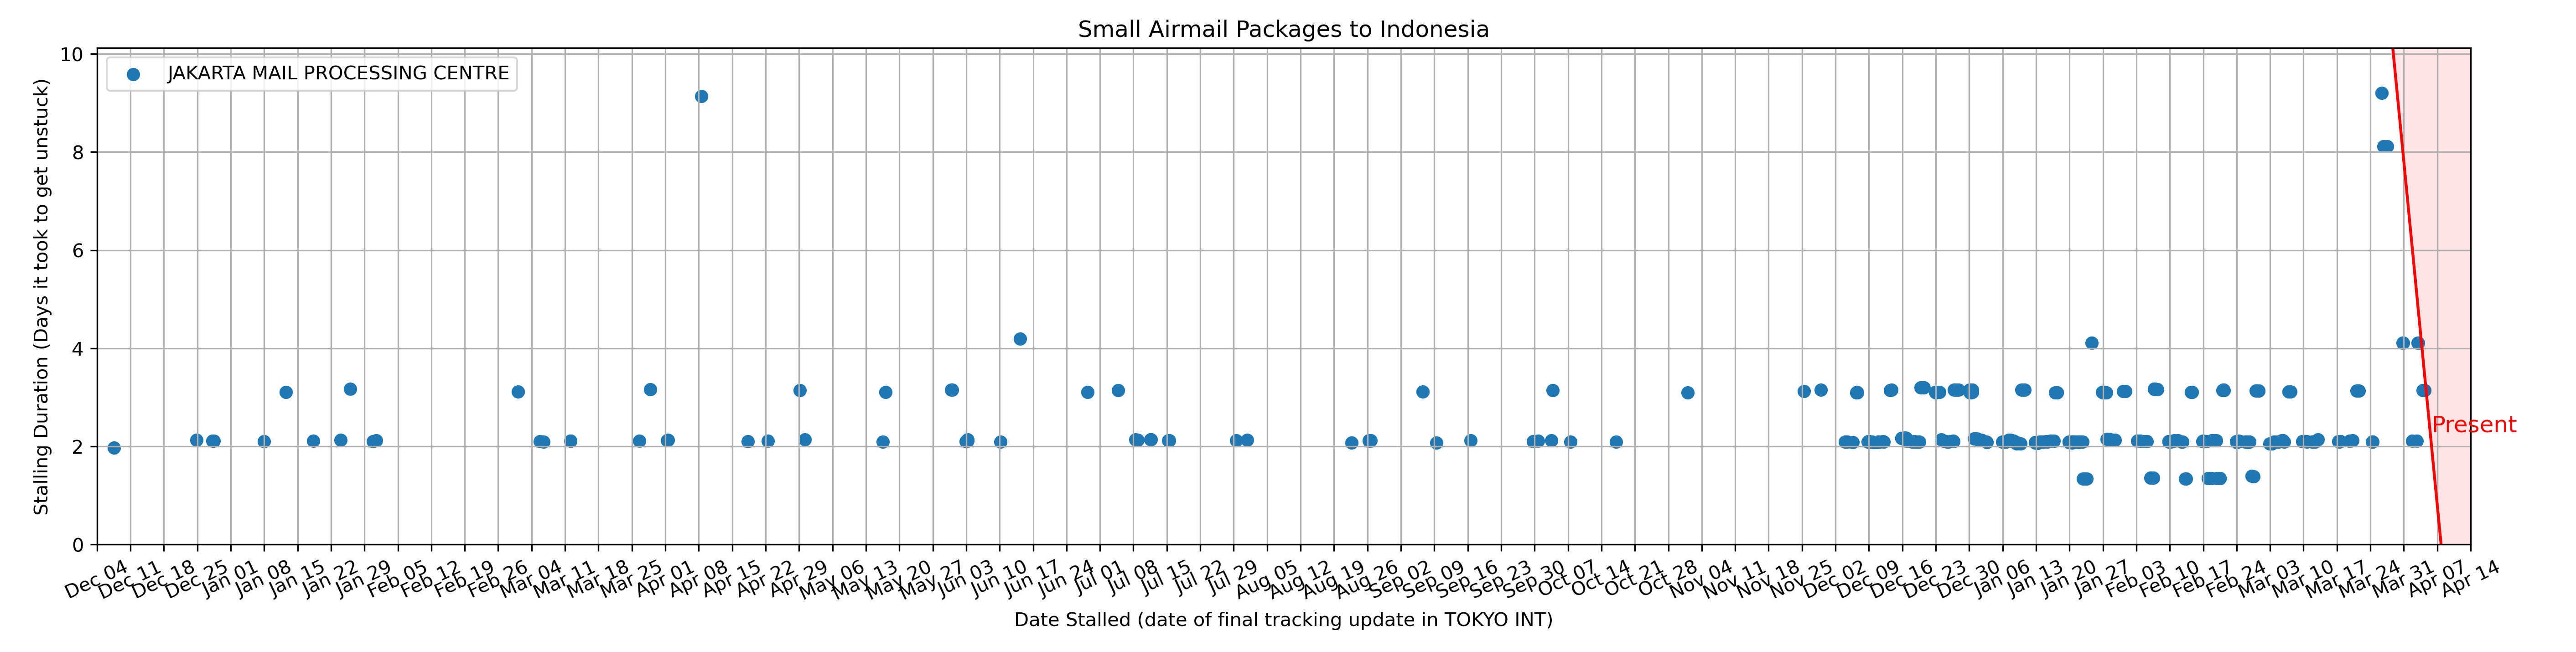 Small Airmail Packages to Indonesia
JAKARTA MAIL PROCESSING CENTRE
Stalling Duration (Days it took to get unstuck)
10
8
6
4
2
0
Present
Dec 04
Dec 11
Dec 18
Dec 25
Jan 01
Jan 08
Jan 15
Jan 22
Jan 29
Feb 05
Feb 12
Feb 19
Feb 26
Mar 04
Mar 11
Mar 18
Mar 25
Apr 01
Apr 08
Apr 15
Apr 22
Apr 29
May 06
May 13
May 20
May 27
Jun 03
Jun 10
Jun 17
Jun 24
Jul 01
Jul 08
Jul 15
Jul 22
Jul 29
Aug 05
Aug 12
Aug 19
Aug 26
Sep 02
Sep 09
Sep 16
Sep 23
Sep 30
Oct 07
Oct 14
Oct 21
Oct 28
Nov 04
Nov 11
Nov 18
Nov 25
Dec 02
Dec 09
Dec 16
Dec 23
Dec 30
Jan 06
Jan 13
Jan 20
Jan 27
Feb 03
Feb 10
Feb 17
Feb 24
Mar 03
Mar 10
Mar 17
Mar 24
Mar 31
Apr 07
Apr 14
Date Stalled (date of final tracking update in TOKYO INT)